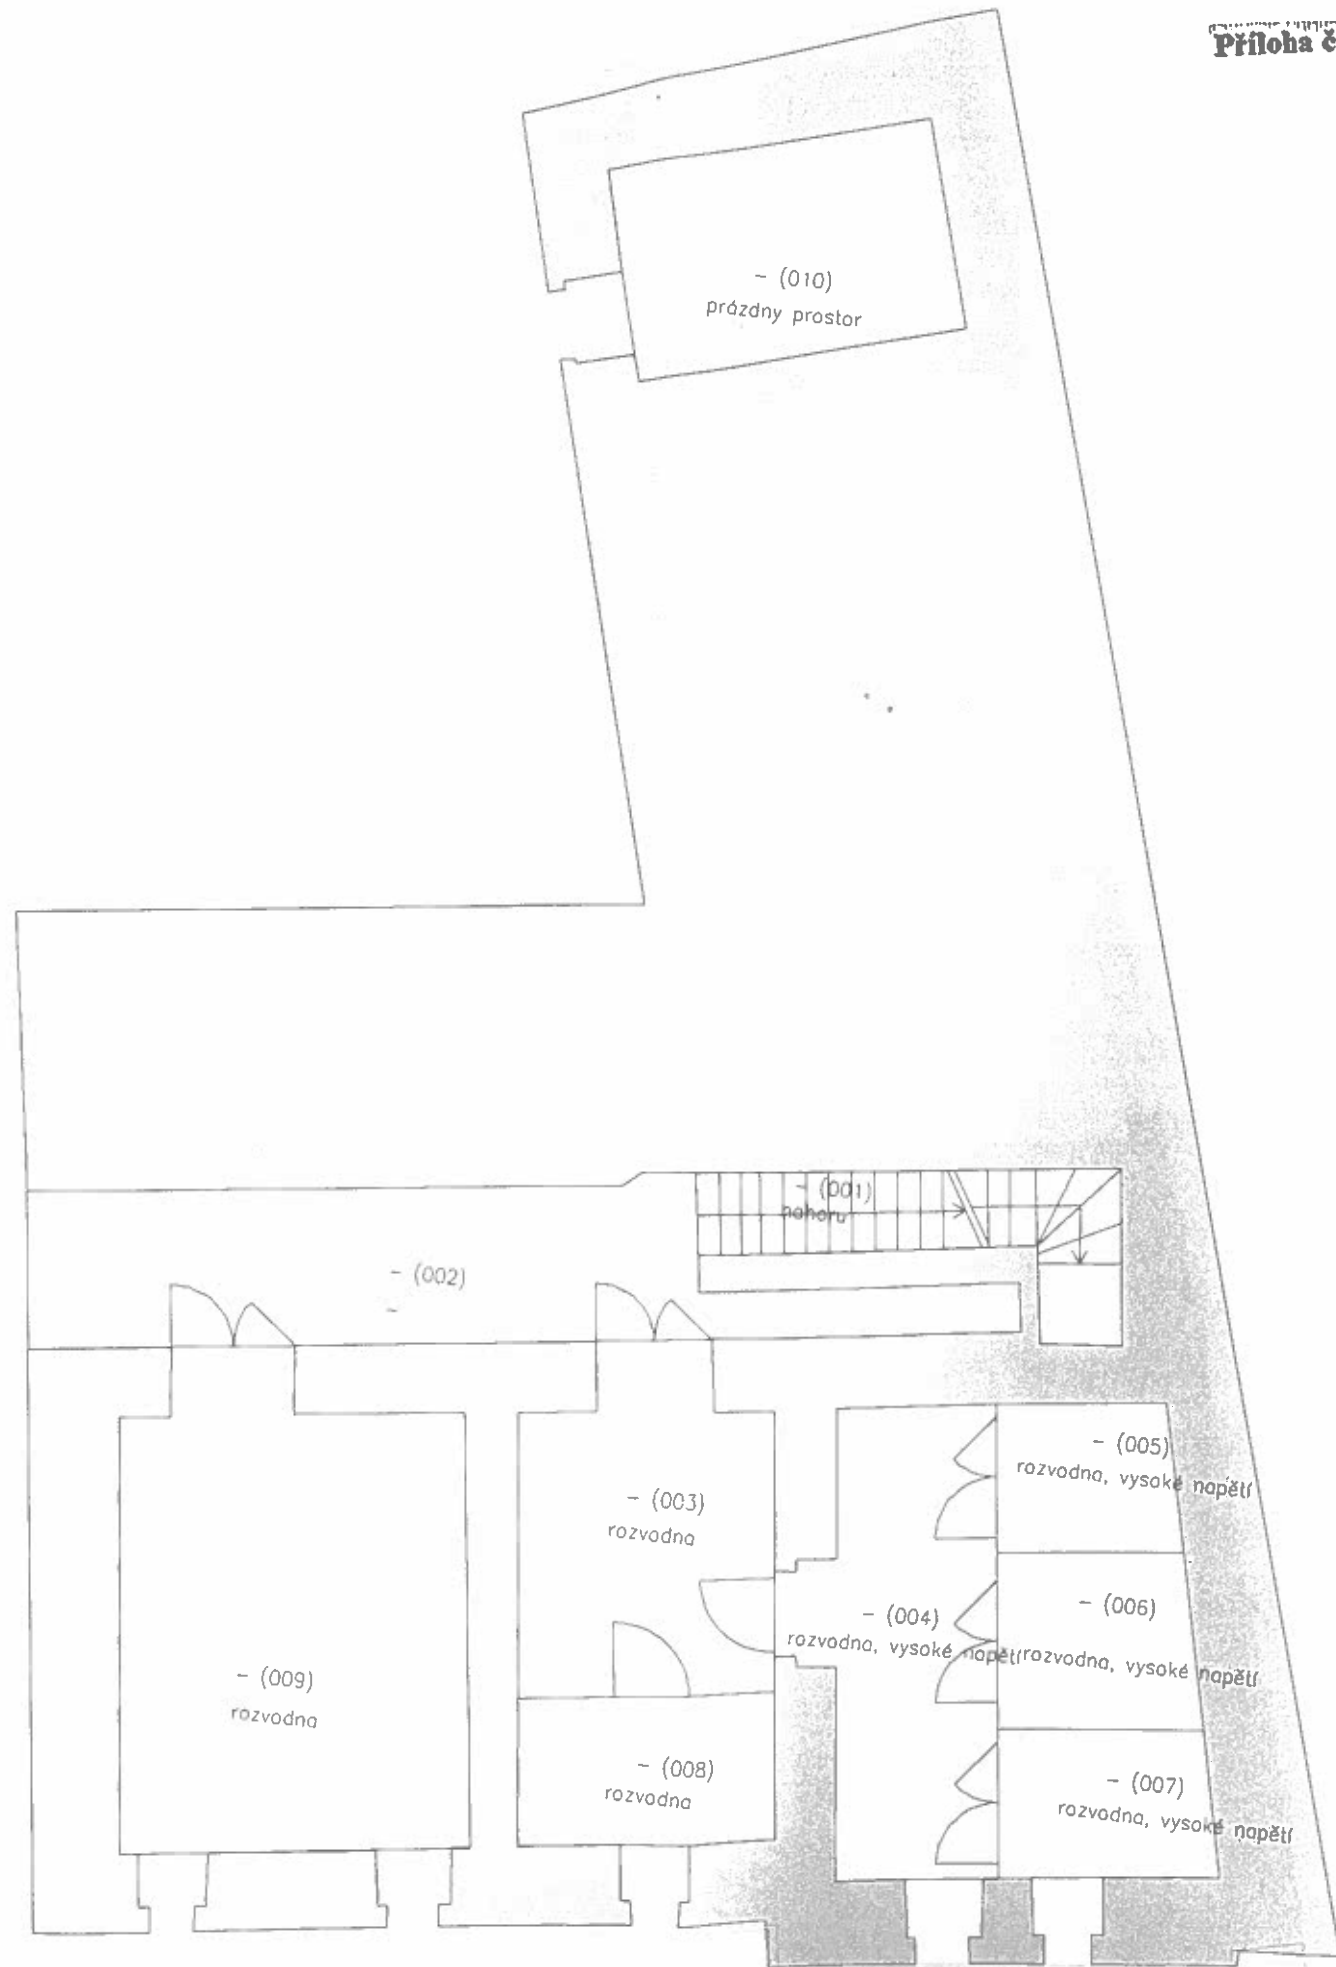 Příloha č
- (010)
prázdny prostor
- (001)
nahoru
- (002)
-
- (005)
rozvodna, vysoké napětí
- (003)
rozvodna
- (006)
- (004)
rozvodna, vysoké napětí
rozvodna, vysoké napětí
- (009)
rozvodna
- (008)
rozvodna
- (007)
rozvodna, vysoké napětí